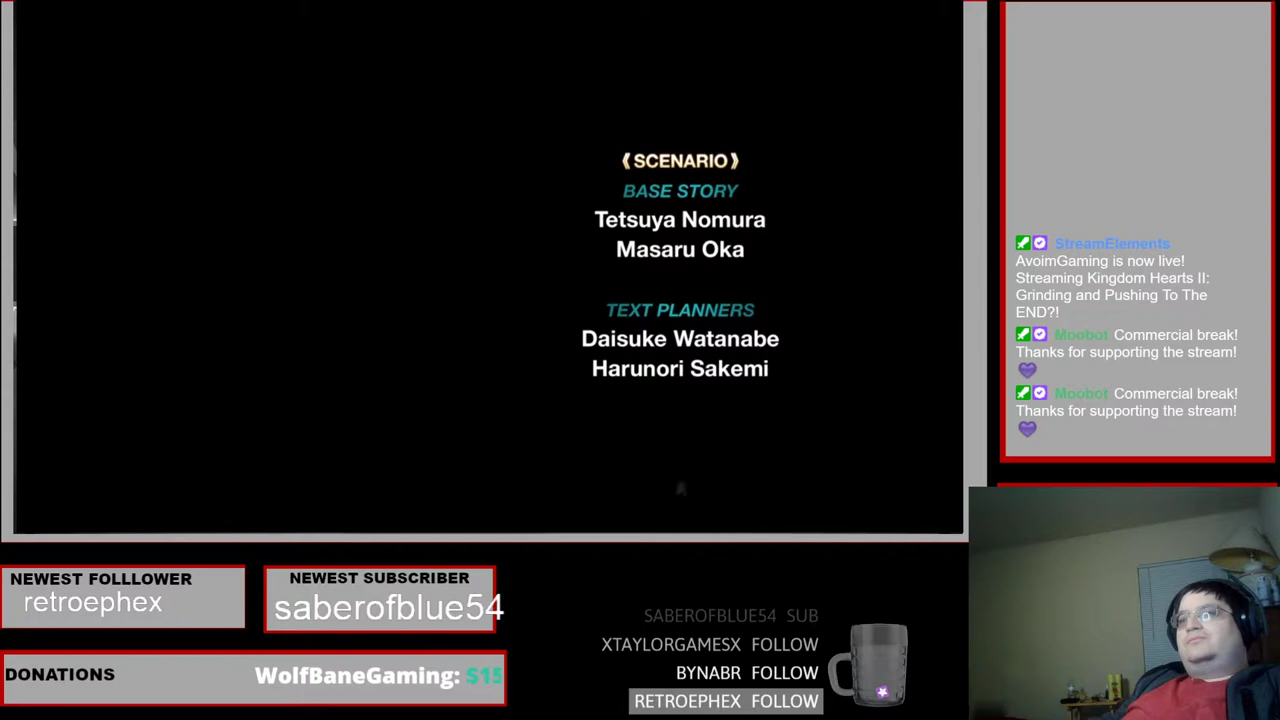 ❰SCENARIO❱
BASE STORY
Tetsuya Nomura
Masaru Oka
TEXT PLANNERS
Daisuke Watanabe
Harunori Sakemi
StreamElements
AvoimGaming is now live!
Streaming Kingdom Hearts II:
Grinding and Pushing To The
END?!
Moobot Commercial break!
Thanks for supporting the stream!
Moobot Commercial break!
Thanks for supporting the stream!
NEWEST FOLLLOWER
retroephex
NEWEST SUBSCRIBER
saberofblue54
DONATIONS
WolfBaneGaming: $15
SABEROFBLUE54 SUB
XTAYLORGAMESX FOLLOW
BYNABR FOLLOW
RETROEPHEX FOLLOW